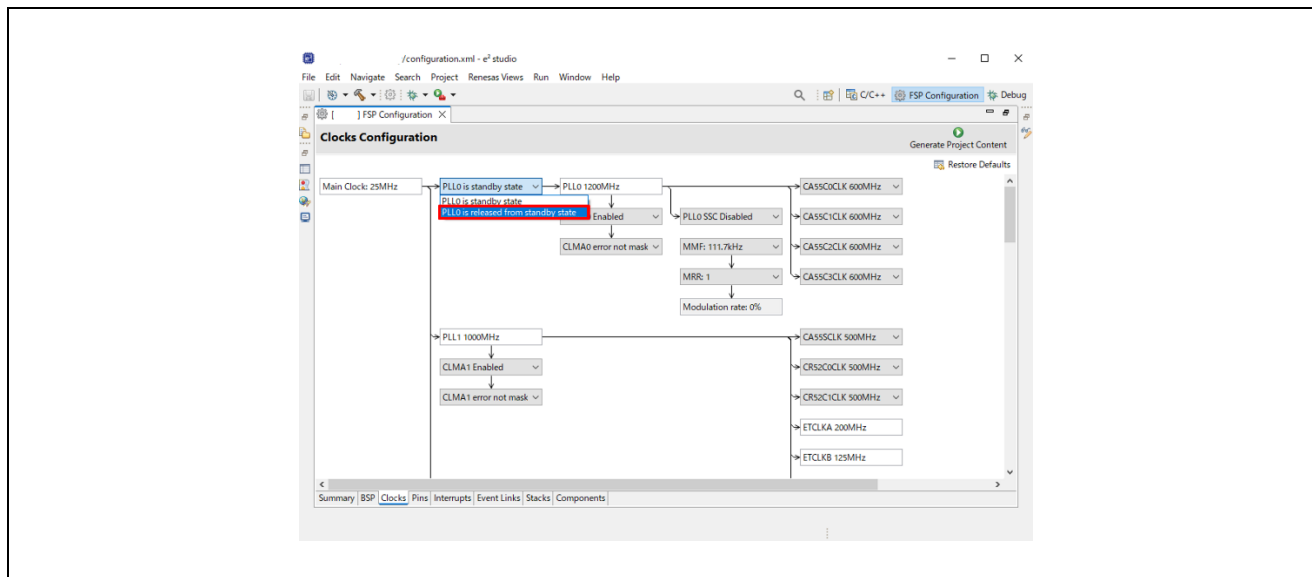 /configuration.xml - e² studio
File Edit Navigate Search Project Renesas Views Run Window Help
C/C++ FSP Configuration Debug
[ ] FSP Configuration
Clocks Configuration
Generate Project Content
Restore Defaults
Main Clock: 25MHz PLL0 is standby state PLL0 1200MHz CA55C0CLK 600MHz
PLL0 is standby state
PLL0 is released from standby state Enabled PLL0 SSC Disabled CA55C1CLK 600MHz
CLMA0 error not mask MMF: 111.7kHz CA55C2CLK 600MHz
MRR: 1 CA55C3CLK 600MHz
Modulation rate: 0%
PLL1 1000MHz CA55SCLK 500MHz
CLMA1 Enabled CR52C0CLK 500MHz
CLMA1 error not mask CR52C1CLK 500MHz
ETCLKA 200MHz
ETCLKB 125MHz
Summary BSP Clocks Pins Interrupts Event Links Stacks Components